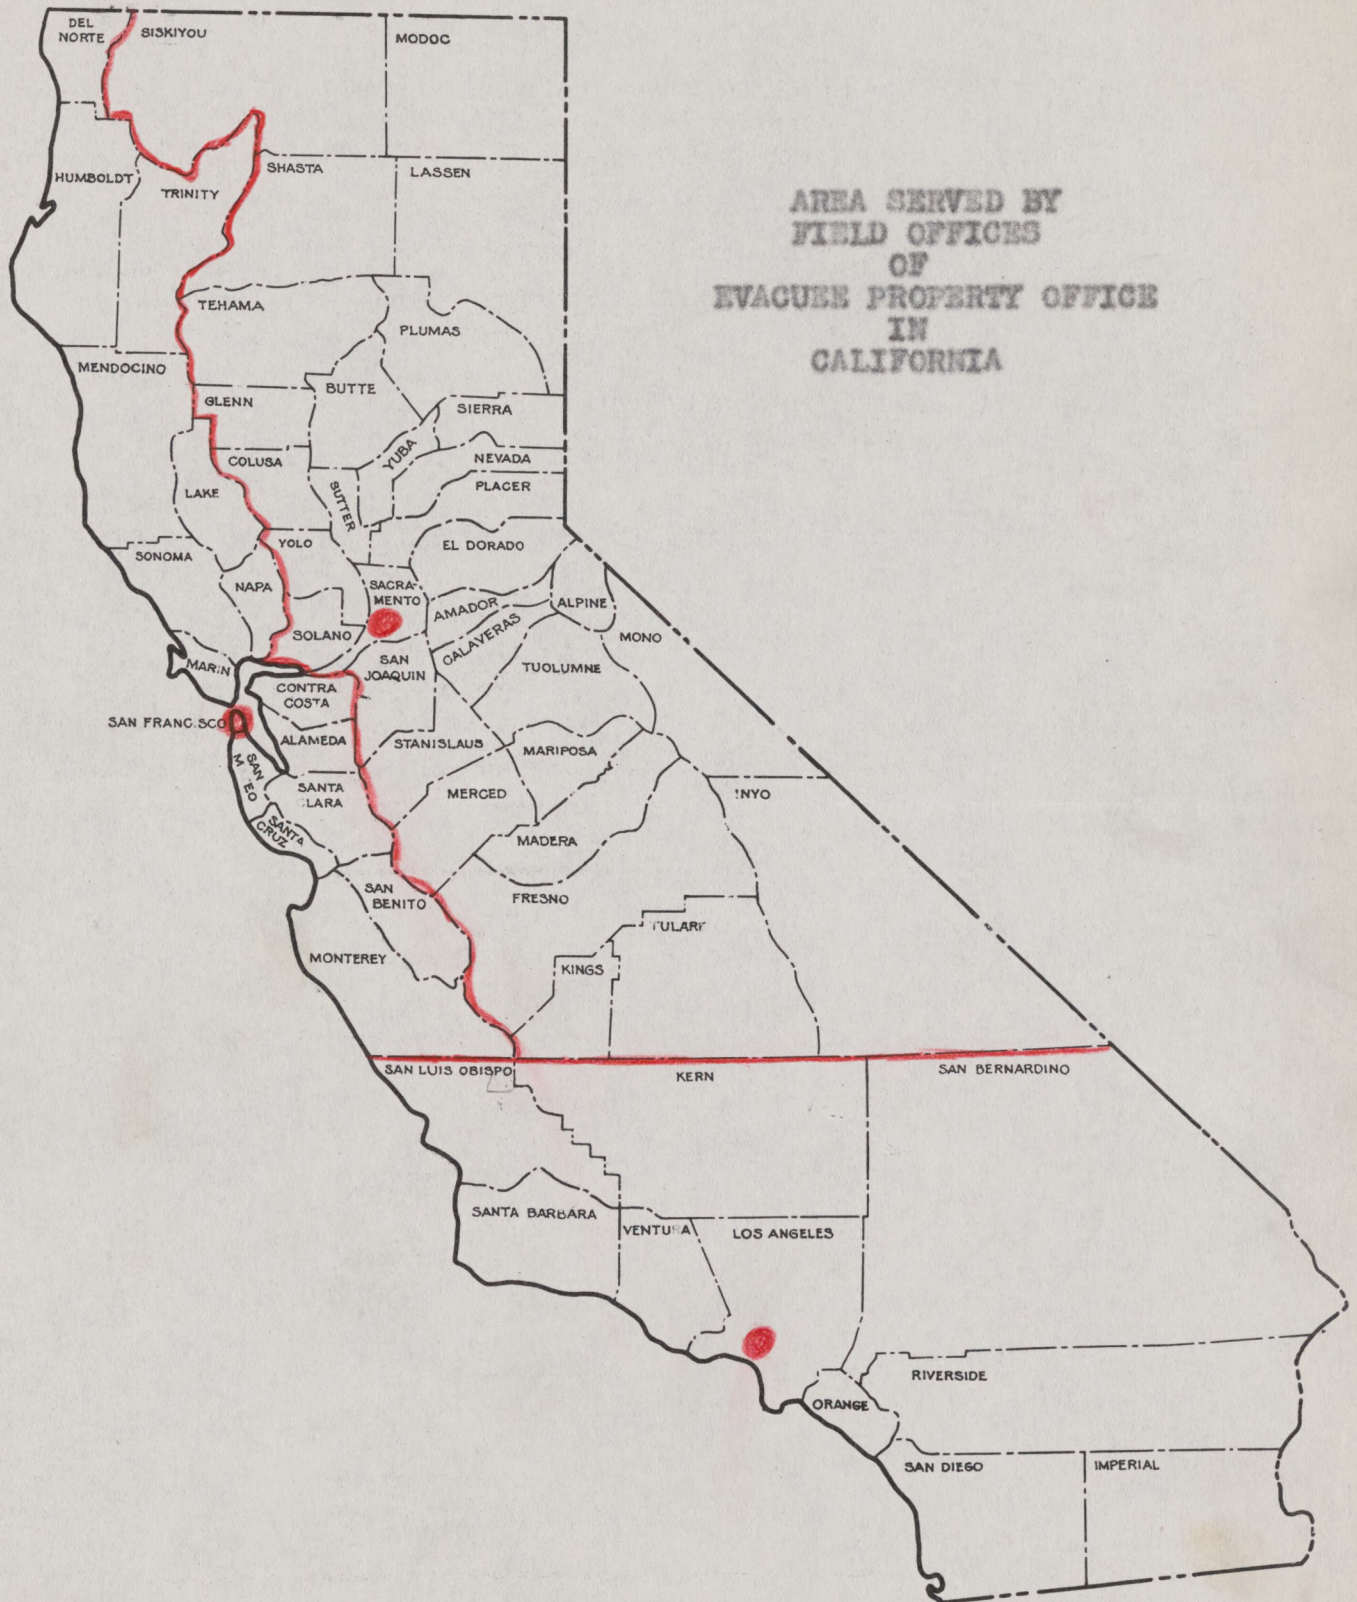 DEL
NORTE
SISKIYOU
MODOC
HUMBOLDT
TRINITY
SHASTA
LASSEN
AREA SERVED BY
FIELD OFFICES
OF
EVACUEE PROPERTY OFFICE
IN
CALIFORNIA
TEHAMA
PLUMAS
MENDOCINO
GLENN
BUTTE
SIERRA
COLUSA
YUBA
NEVADA
PLACER
LAKE
SUTTER
SONOMA
YOLO
EL DORADO
NAPA
SACRA-
MENTO
AMADOR
ALPINE
SOLANO
CALAVERAS
MONO
MARIN
SAN
JOAQUIN
TUOLUMNE
CONTRA
COSTA
SAN FRANC.SCO
ALAMEDA
STANISLAUS
MARIPOSA
SAN
M EO
SANTA
CLARA
MERCED
INYO
SANTA
CRUZ
MADERA
SAN
BENITO
FRESNO
TULARE
MONTEREY
KINGS
SAN LUIS OBISPO
KERN
SAN BERNARDINO
SANTA BARBARA
VENTURA
LOS ANGELES
RIVERSIDE
ORANGE
SAN DIEGO
IMPERIAL